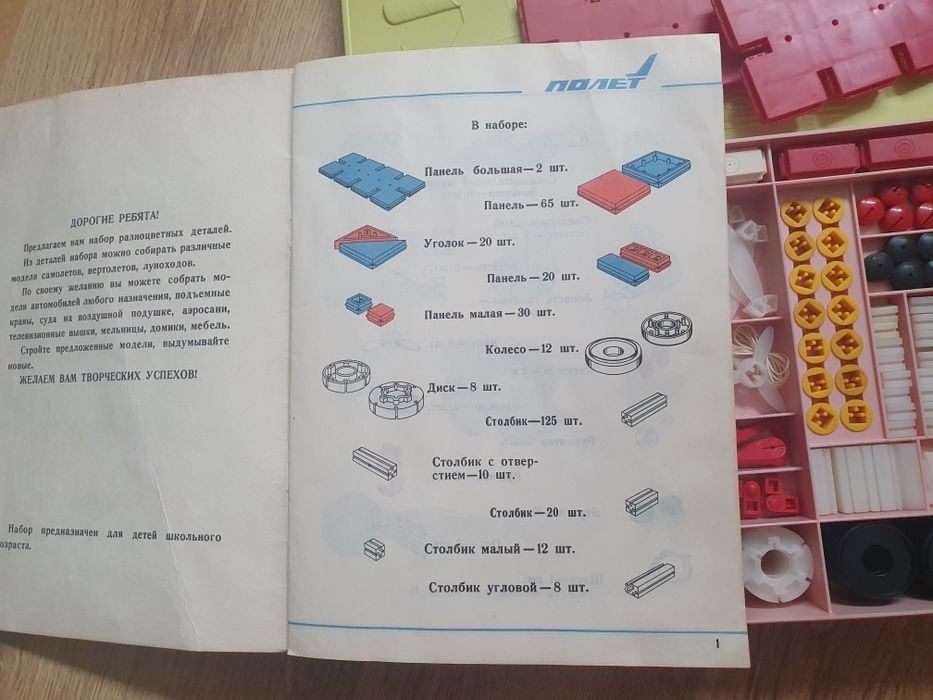 ДОРОГИЕ РЕБЯТА!
Предлагаем вам набор разноцветных деталей.
Из деталей набора можно собирать различные
модели самолетов, вертолетов, луноходов.
По своему желанию вы можете собрать мо-
дели автомобилей любого назначения, подъемные
краны, суда на воздушной подушке, аэросани,
телевизионные вышки, мельницы, домики, мебель.
Стройте предложенные модели, выдумывайте
новые.
ЖЕЛАЕМ ВАМ ТВОРЧЕСКИХ УСПЕХОВ!
Набор предназначен для детей школьного
возраста.
ПОЛЕТ
В наборе:
Панель большая—2 шт.
Панель—65 шт.
Уголок—20 шт.
Панель—20 шт.
Панель малая—30 шт.
Колесо—12 шт.
Диск—8 шт.
Столбик—125 шт.
Столбик с отвер-
стием—10 шт.
Столбик—20 шт.
Столбик малый—12 шт.
Столбик угловой—8 шт.
1